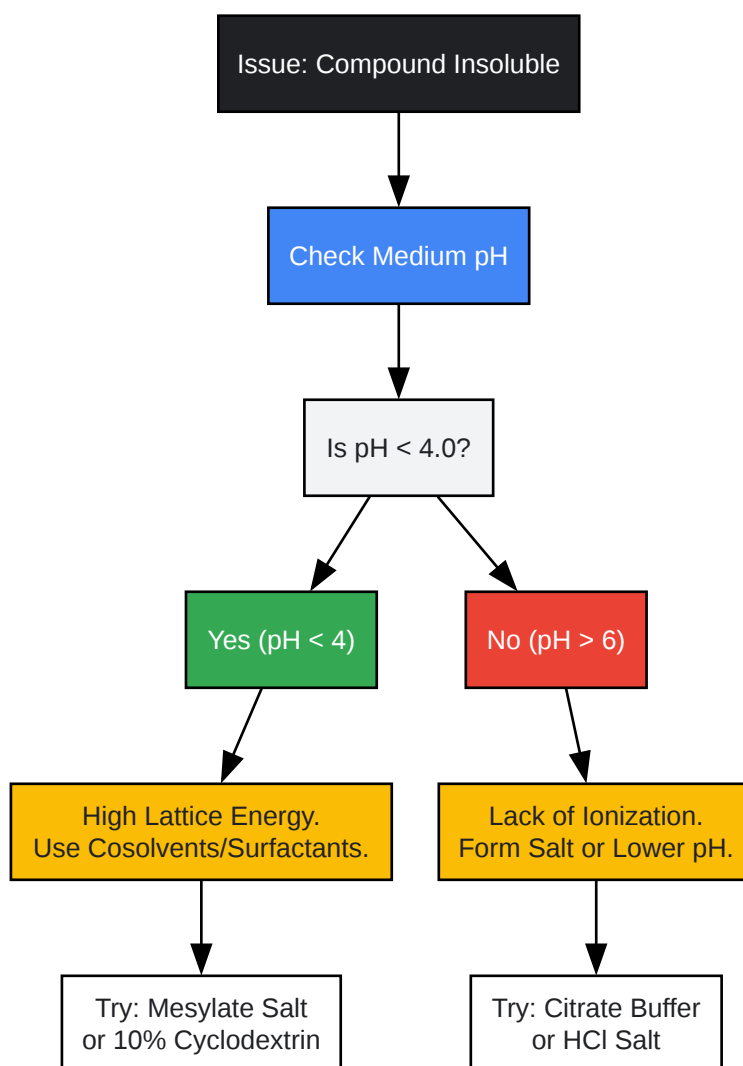 Issue: Compound Insoluble
Check Medium pH
Is pH < 4.0?
Yes (pH < 4)
No (pH > 6)
High Lattice Energy.
Use Cosolvents/Surfactants.
Lack of Ionization.
Form Salt or Lower pH.
Try: Mesylate Salt
or 10% Cyclodextrin
Try: Citrate Buffer
or HCl Salt